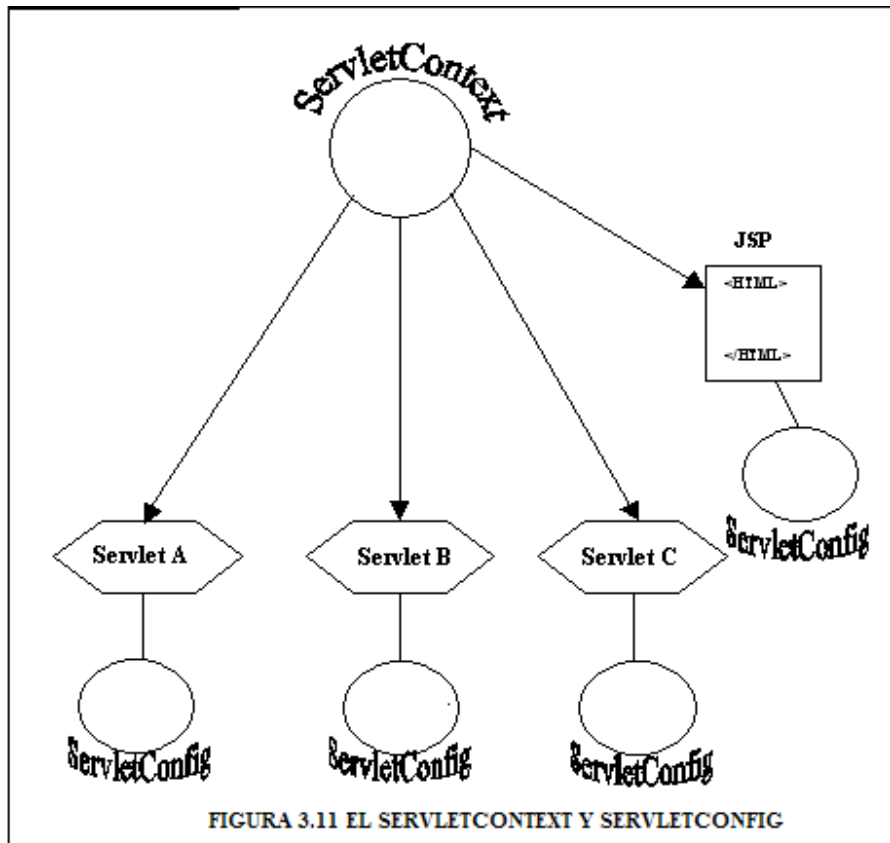 ServletContext
JSP
<HTML>
</HTML>
ServletConfig
Servlet A
Servlet B
Servlet C
ServletConfig
ServletConfig
ServletConfig
FIGURA 3.11 EL SERVLETCONTEXT Y SERVLETCONFIG